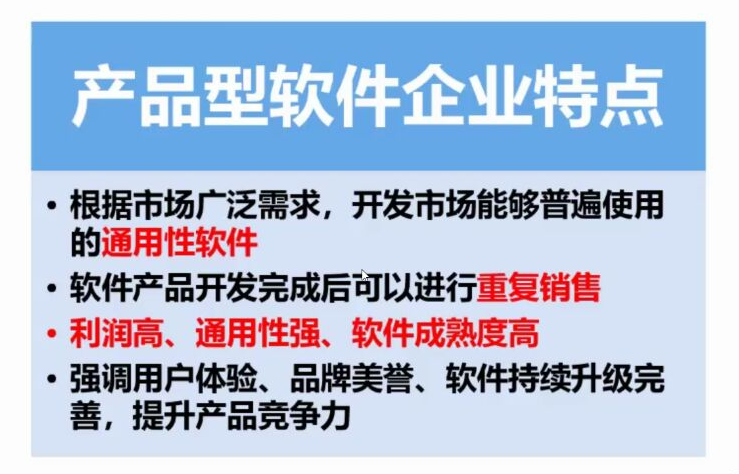 产品型软件企业特点
• 根据市场广泛需求，开发市场能够普遍使用
的通用性软件
• 软件产品开发完成后可以进行重复销售
• 利润高、通用性强、软件成熟度高
• 强调用户体验、品牌美誉、软件持续升级完
善，提升产品竞争力